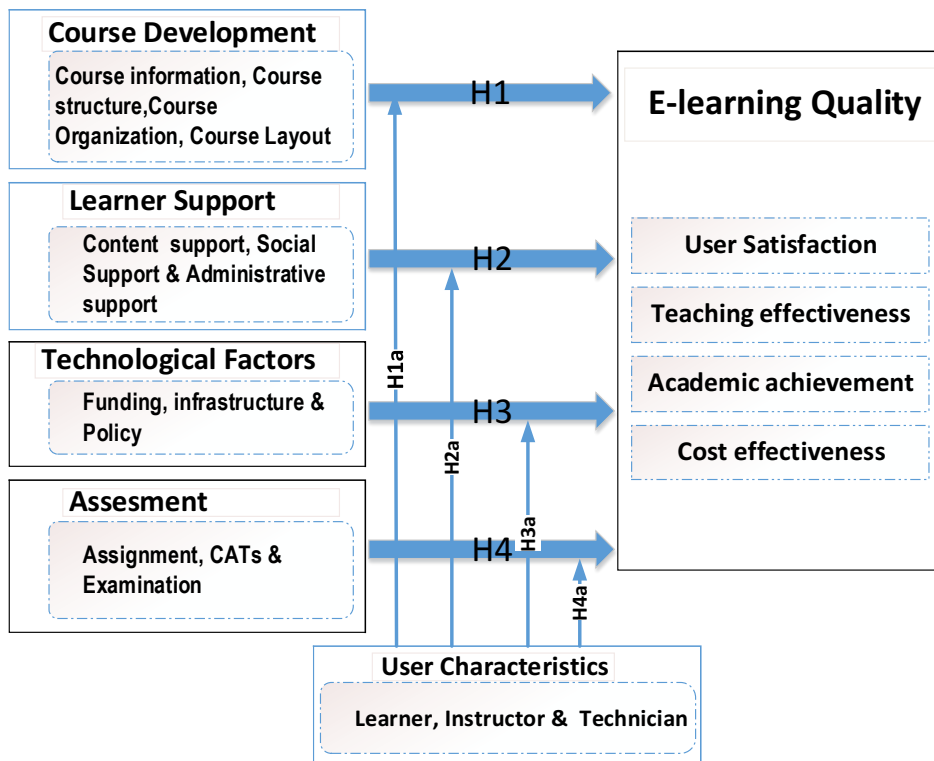 Course Development
Course information, Course
structure,Course
Organization, Course Layout
H1
E-learning Quality
Learner Support
Content support, Social
Support & Administrative
support
H2
User Satisfaction
Teaching effectiveness
Academic achievement
Cost effectiveness
Technological Factors
Funding, infrastructure &
Policy
H3
Assesment
Assignment, CATs &
Examination
H4
H1a
H2a
H3a
H4a
User Characteristics
Learner, Instructor & Technician